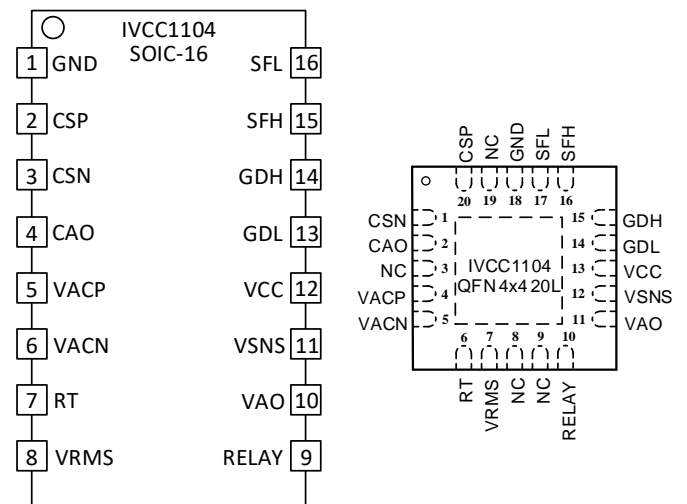 IVCC1104
SOIC-16
1 GND
2 CSP
3 CSN
4 CAO
5 VACP
6 VACN
7 RT
8 VRMS
SFL 16
SFH 15
GDH 14
GDL 13
VCC 12
VSNS 11
VAO 10
RELAY 9
CSP NC GND SFL SFH
20 19 18 17 16
CSN 1
CAO 2
NC 3
VACP 4
VACN 5
IVCC1104
QFN 4x4 20L
15 GDH
14 GDL
13 VCC
12 VSNS
11 VAO
6 7 8 9 10
RT VRMS NC NC RELAY